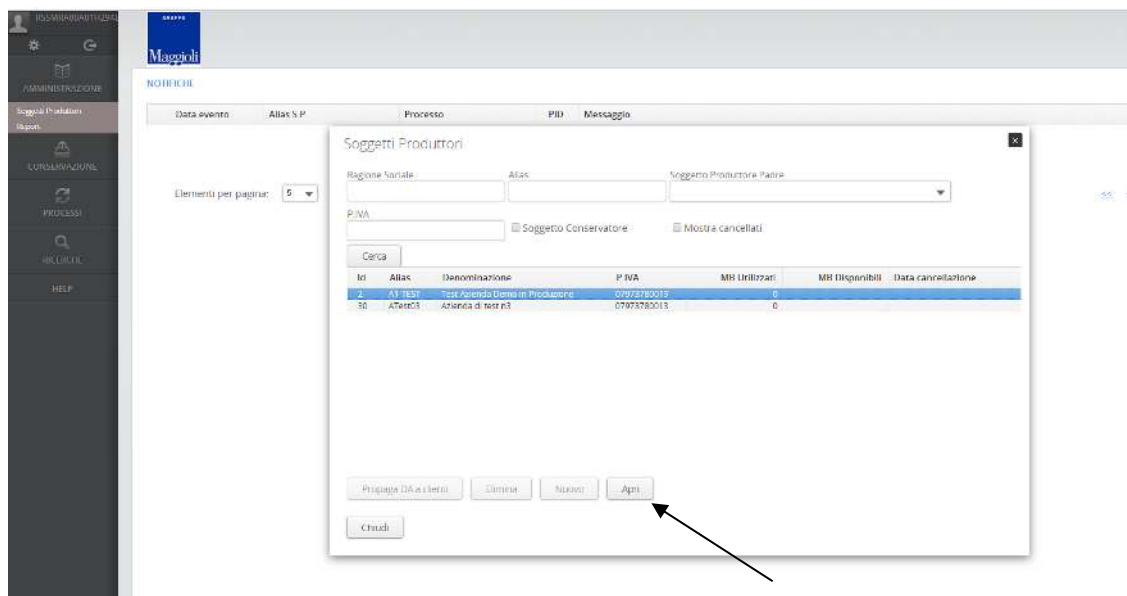 GRUPPO
Maggioli
AMMINISTRAZIONE
Soggetti Produttori
Report
CONSERVAZIONE
PROCESSI
RICERCHE
HELP
NOTIFICHE
Data evento Alias S.P. Processo PID Messaggio
Elementi per pagina: 5
<<
Soggetti Produttori
x
Ragione Sociale Alias Soggetto Produttore Padre
P.IVA
Soggetto Conservatore Mostra cancellati
Cerca
Id Alias Denominazione P.IVA MB Utilizzati MB Disponibili Data cancellazione
2 A1 TEST Test Azienda Demo in Produzione 07973780013 0
30 ATest03 Azienda di test n3 07973780013 0
Propaga DA a clienti Elimina Nuovo Apri
Chiudi